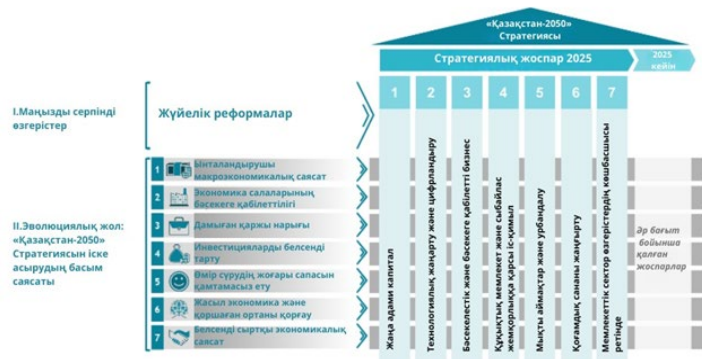 «Қазақстан-2050»
Стратегиясы
Стратегиялық жоспар 2025
2025
кейін
1 2 3 4 5 6 7
I.Маңызды серпінді
өзгерістер
Жүйелік реформалар
II.Эволюциялық жол:
«Қазақстан-2050»
Стратегиясын іске
асырудың басым
саясаты
1
Ынталандырушы
макроэкономикалық саясат
2
Экономика салаларының
бәсекеге қабілеттілігі
3
Дамыған қаржы нарығы
4
Инвестицияларды белсенді
тарту
5
Өмір сүрудің жоғары сапасын
қамтамасыз ету
6
Жасыл экономика және
қоршаған ортаны қорғау
7
Белсенді сыртқы экономикалық
саясат
Жаңа адами капитал
Технологиялық жаңарту және цифрландыру
Бәсекелестік және бәсекеге қабілетті бизнес
Құқықтық мемлекет және сыбайлас
жемқорлыққа қарсы іс-қимыл
Мықты аймақтар және урбандалу
Қоғамдық сананы жаңғырту
Мемлекеттік сектор өзгерістердің көшбасшысы
ретінде
Әр бағыт
бойынша
қалған
жоспарлар